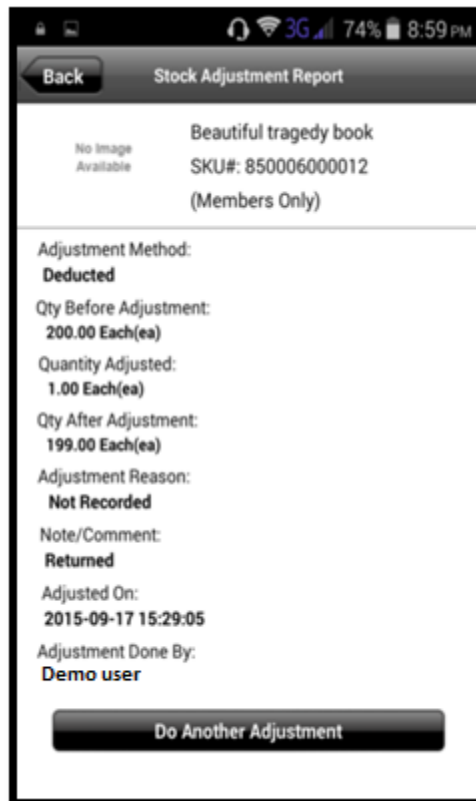 3G 74% 8:59 PM
Back Stock Adjustment Report
No Image
Available
Beautiful tragedy book
SKU#: 850006000012
(Members Only)
Adjustment Method:
Deducted
Qty Before Adjustment:
200.00 Each(ea)
Quantity Adjusted:
1.00 Each(ea)
Qty After Adjustment:
199.00 Each(ea)
Adjustment Reason:
Not Recorded
Note/Comment:
Returned
Adjusted On:
2015-09-17 15:29:05
Adjustment Done By:
Demo user
Do Another Adjustment